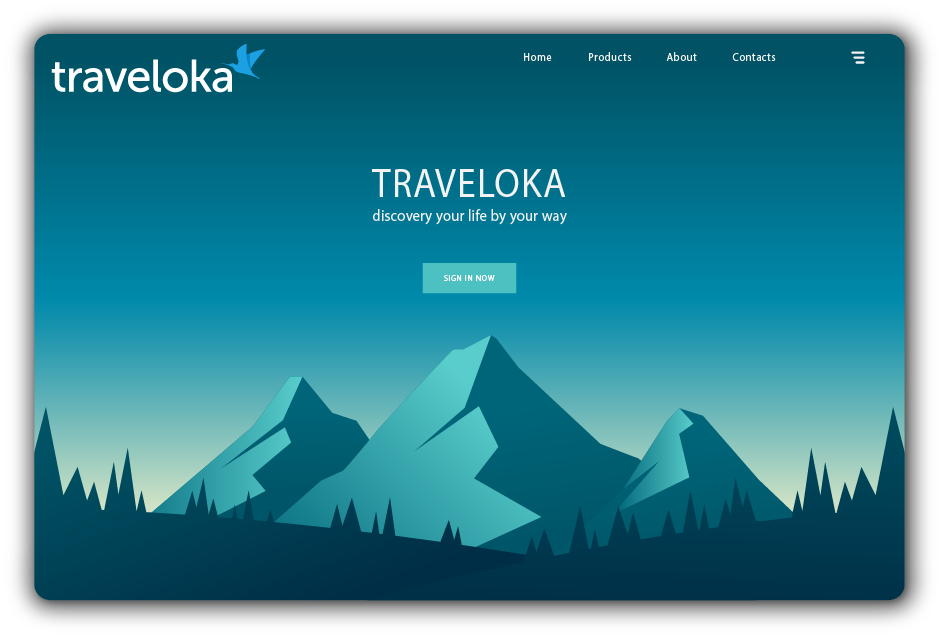 traveloka
Home Products About Contacts
TRAVELOKA
discovery your life by your way
SIGN IN NOW